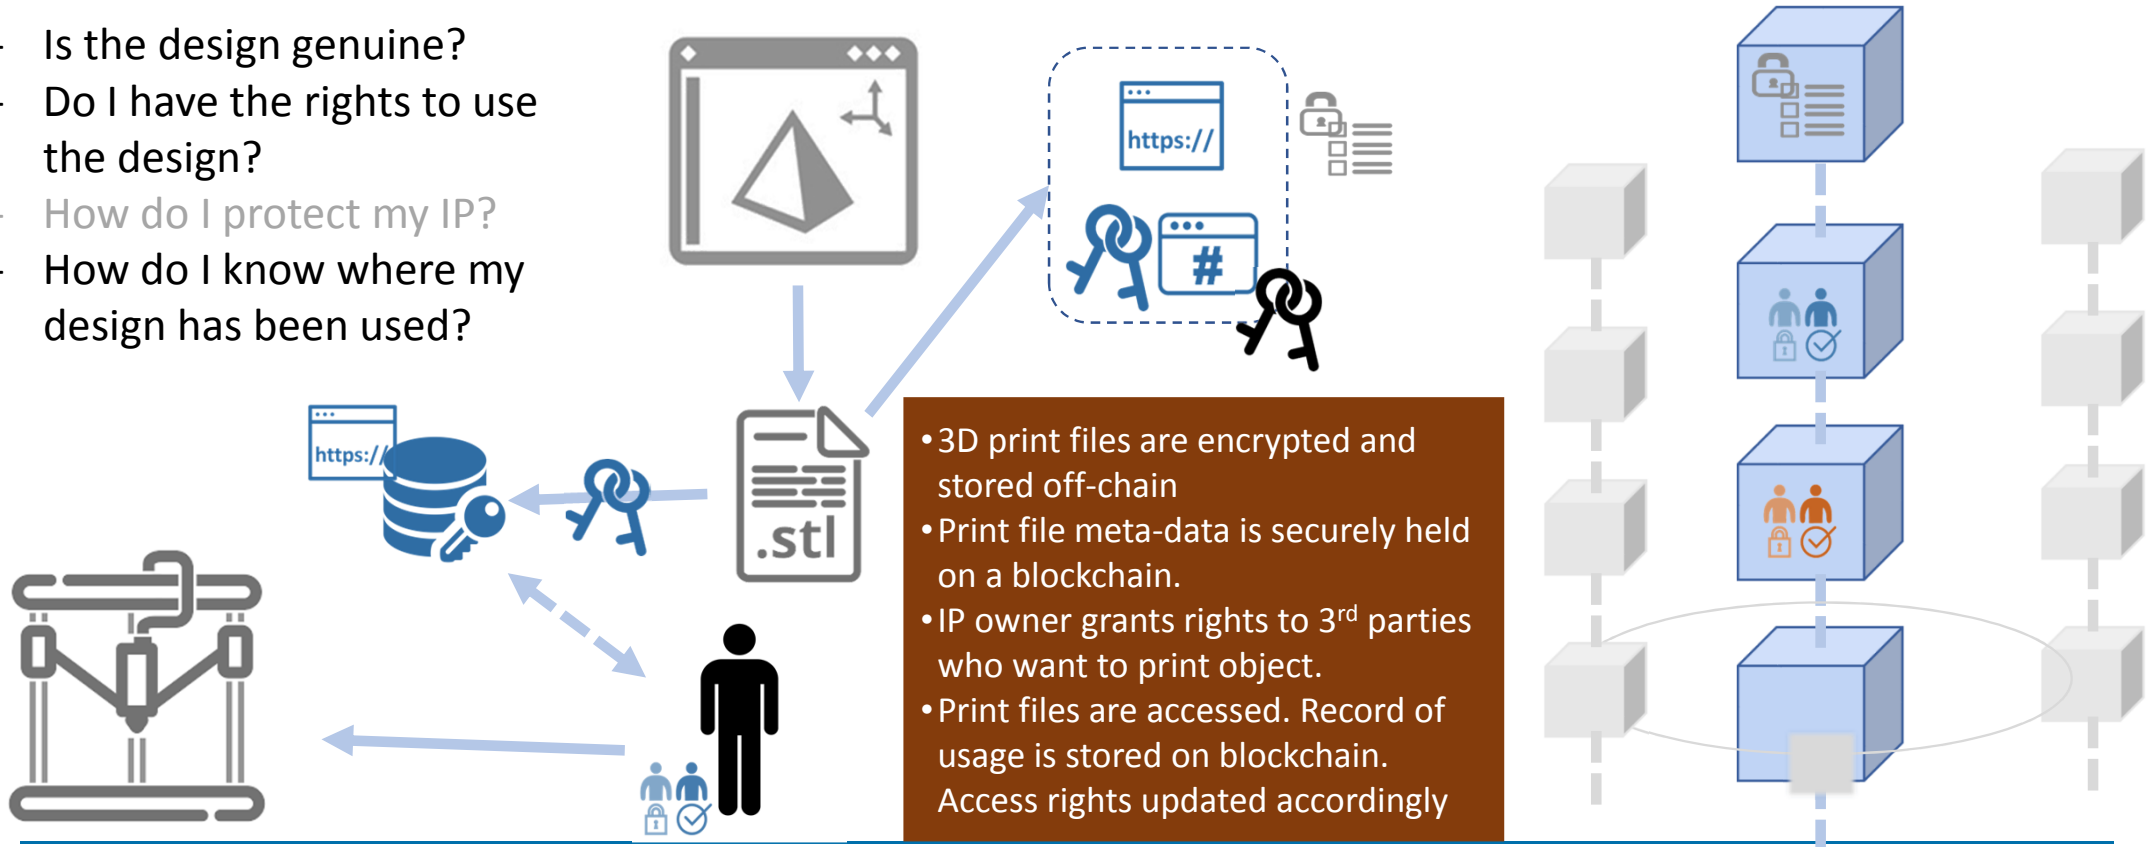 - Is the design genuine?
- Do I have the rights to use
the design?
- How do I protect my IP?
- How do I know where my
design has been used?
https://
#
https://
.stl
• 3D print files are encrypted and
stored off-chain
• Print file meta-data is securely held
on a blockchain.
• IP owner grants rights to 3rd parties
who want to print object.
• Print files are accessed. Record of
usage is stored on blockchain.
Access rights updated accordingly